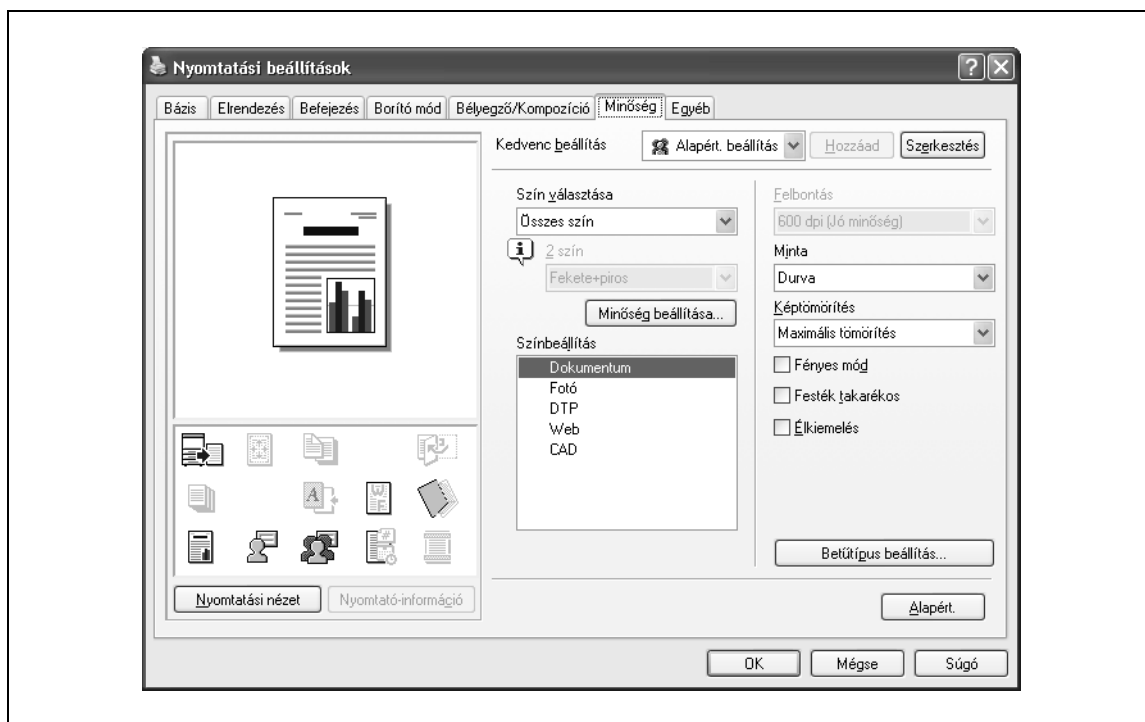 Nyomtatási beállítások
Bázis Elrendezés Befejezés Borító mód Bélyegző/Kompozíció Minőség Egyéb
Kedvenc beállítás Alapért. beállítás Hozzáad Szerkesztés
Szín választása
Összes szín
2 szín
Fekete+piros
Minőség beállítása...
Színbeállítás
Dokumentum
Fotó
DTP
Web
CAD
Felbontás
600 dpi (Jó minőség)
Minta
Durva
Képtömörítés
Maximális tömörítés
Fényes mód
Festék takarékos
Élkiemelés
Betűtípus beállítás...
Nyomtatási nézet Nyomtató-információ
Alapért.
OK Mégse Súgó